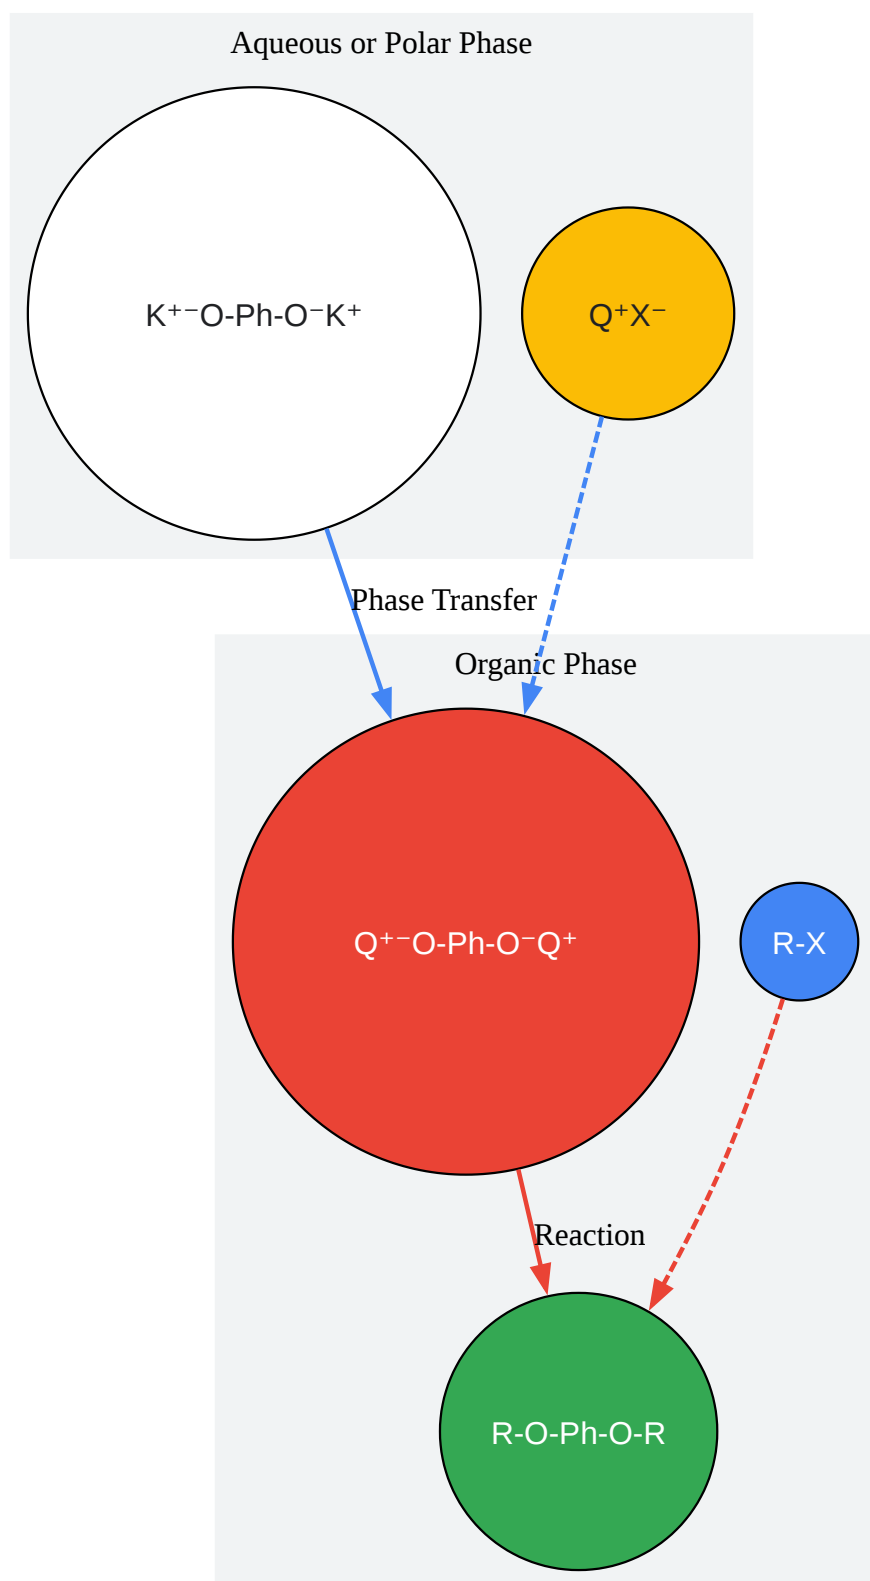 Aqueous or Polar Phase
K⁺⁻O-Ph-O⁻K⁺
Q⁺X⁻
Phase Transfer
Organic Phase
Q⁺⁻O-Ph-O⁻Q⁺
R-X
Reaction
R-O-Ph-O-R